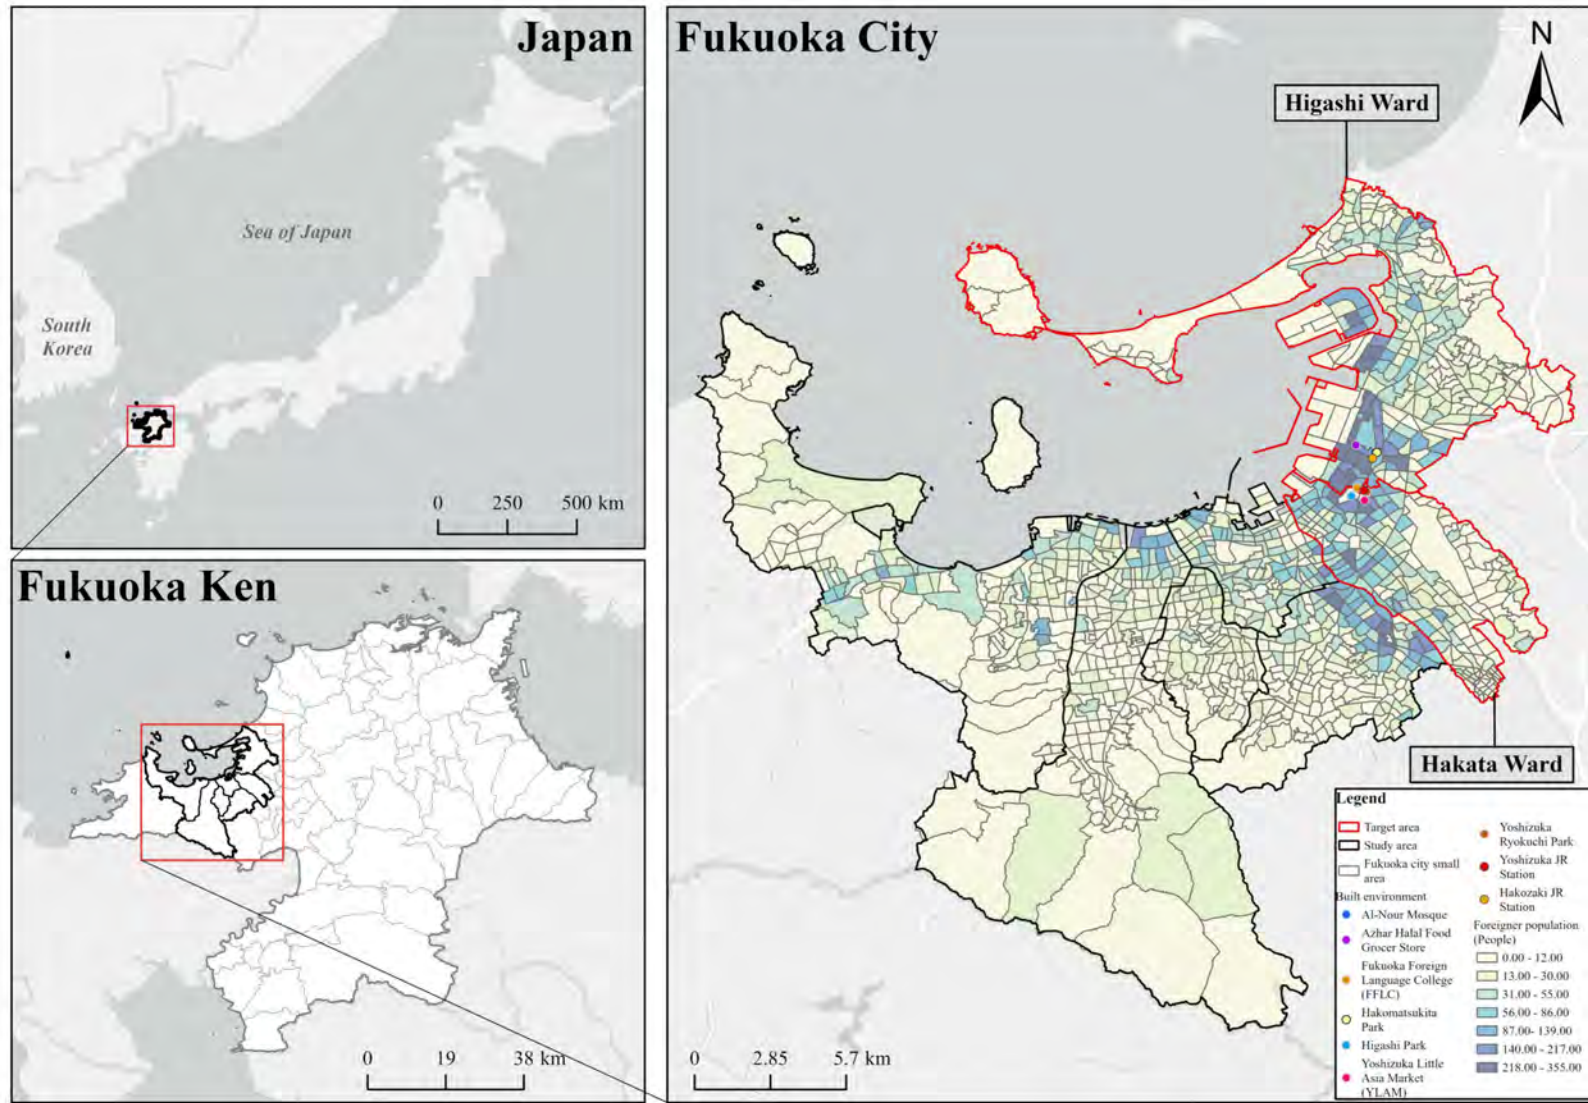 Japan
Sea of Japan
South
Korea
0 250 500 km
Fukuoka Ken
0 19 38 km
Fukuoka City
N
Higashi Ward
Hakata Ward
0 2.85 5.7 km
Legend
Target area
Study area
Fukuoka city small
area
Built environment
Al-Nour Mosque
Azhar Halal Food
Grocer Store
Fukuoka Foreign
Language College
(FFLC)
Hakomatsukita
Park
Higashi Park
Yoshizuka Little
Asia Market
(YLAM)
Yoshizuka
Ryokuchi Park
Yoshizuka JR
Station
Hakozaki JR
Station
Foreigner population
(People)
0.00 - 12.00
13.00 - 30.00
31.00 - 55.00
56.00 - 86.00
87.00- 139.00
140.00 - 217.00
218.00 - 355.00